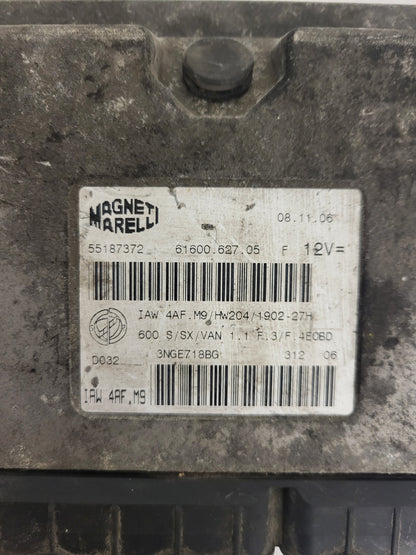 MAGNETI
MARELLI
08.11.06
55187372 61600.627.05 F 12V=
IAW 4AF.M9/HW204/1902-27H
600 S/SX/VAN 1.1 F.3/F.4EOBD
D032 3NGE718BG 312 06
IAW 4AF.M9